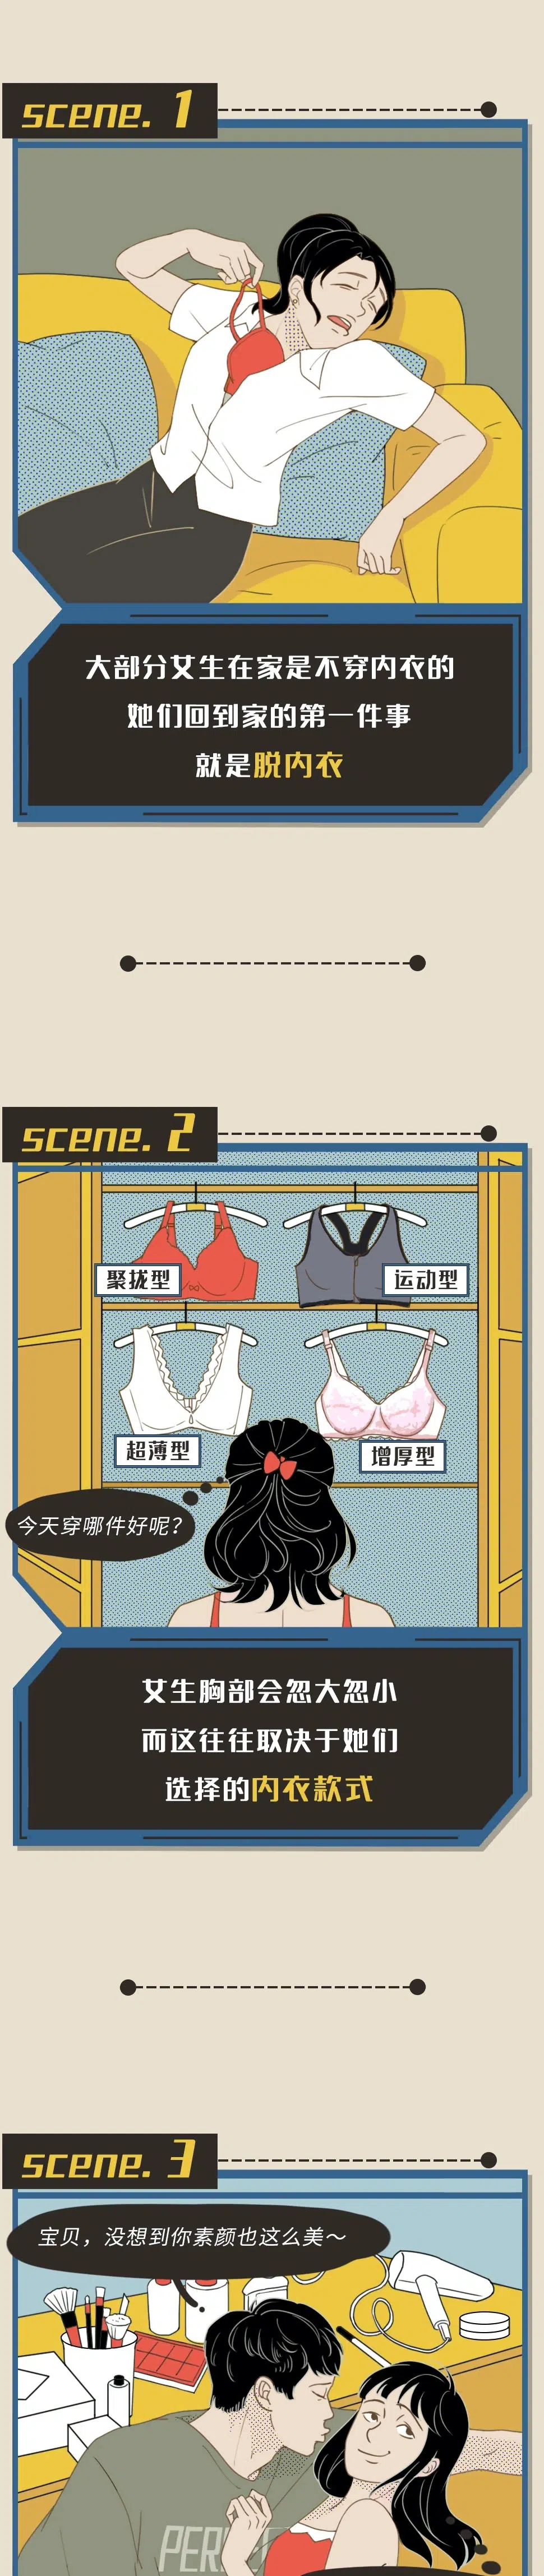 scene. 1
大部分女生在家是不穿内衣的
她们回到家的第一件事
就是脱内衣
scene. 2
聚拢型
运动型
超薄型
增厚型
今天穿哪件好呢？
女生胸部会忽大忽小
而这往往取决于她们
选择的内衣款式
scene. 3
宝贝，没想到你素颜也这么美～